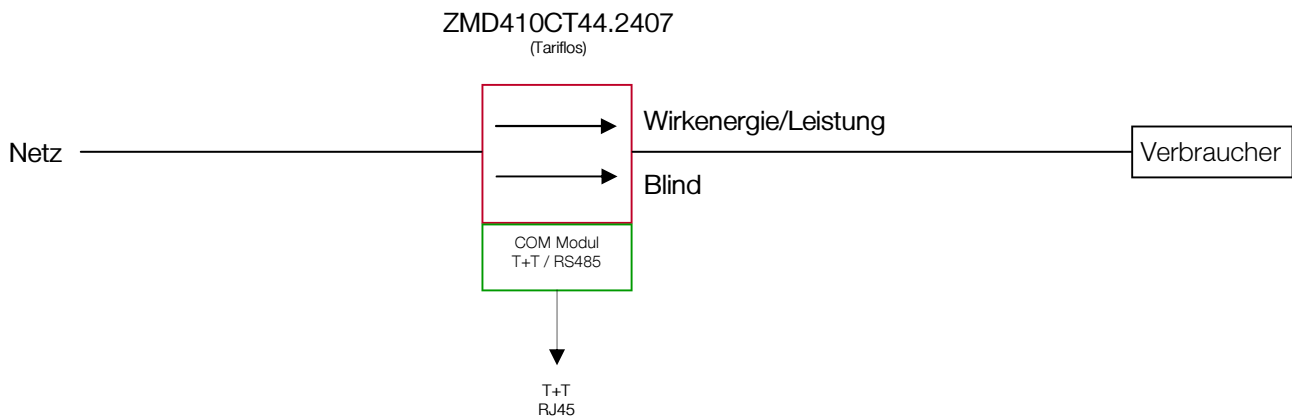 ZMD410CT44.2407
(Tariflos)
Wirkenergie/Leistung
Netz
Verbraucher
Blind
COM Modul
T+T / RS485
T+T
RJ45